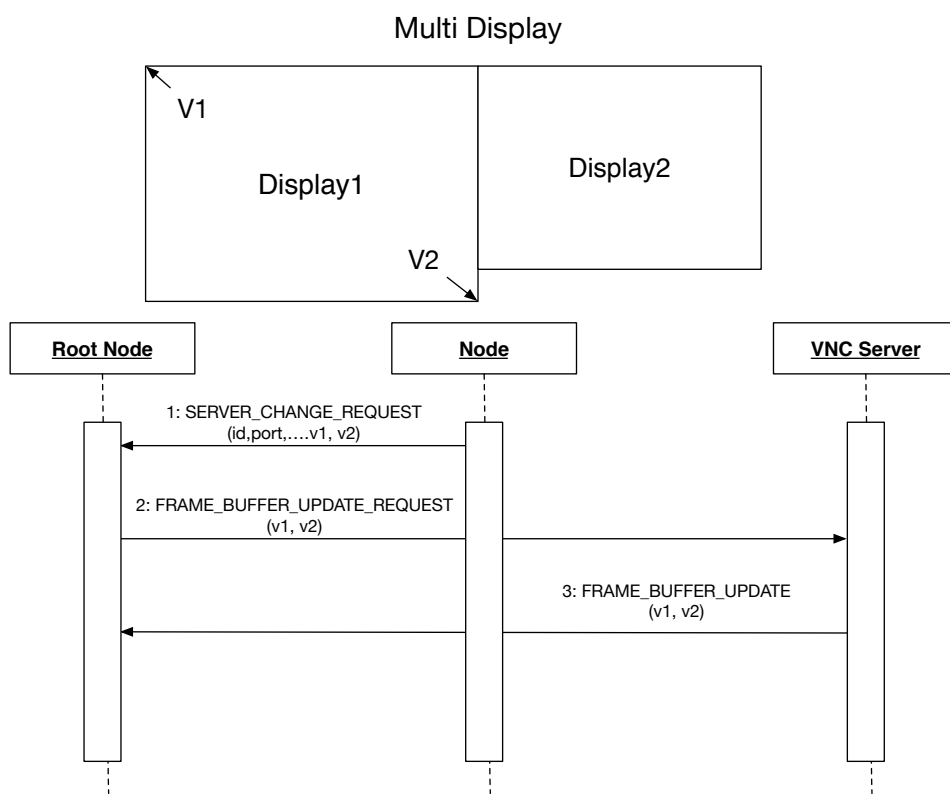 Multi Display
V1
Display1
Display2
V2
Root Node
Node
VNC Server
1: SERVER_CHANGE_REQUEST
(id,port,....v1, v2)
2: FRAME_BUFFER_UPDATE_REQUEST
(v1, v2)
3: FRAME_BUFFER_UPDATE
(v1, v2)